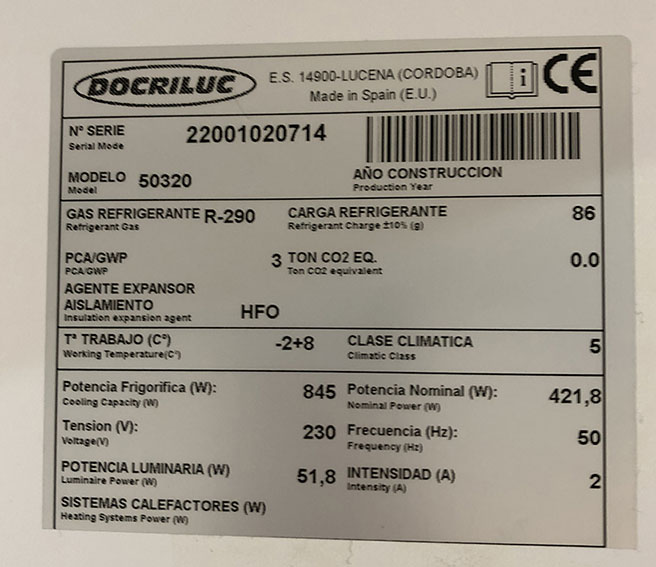 DOCRILUC
E.S. 14900-LUCENA (CORDOBA)
Made in Spain (E.U.)
i
CE
Nº SERIE 22001020714
Serial Mode
MODELO 50320
Model
AÑO CONSTRUCCION
Production Year
GAS REFRIGERANTE R-290
Refrigerant Gas
CARGA REFRIGERANTE 86
Refrigerant Charge ±10% (g)
PCA/GWP 3
PCA/GWP
TON CO2 EQ. 0.0
Ton CO2 equivalent
AGENTE EXPANSOR
AISLAMIENTO HFO
Insulation expansion agent
Tª TRABAJO (Cº) -2+8
Working Temperature(Cº)
CLASE CLIMATICA 5
Climatic Class
Potencia Frigorifica (W): 845
Cooling Capacity (W)
Potencia Nominal (W): 421,8
Nominal Power (W)
Tension (V): 230
Voltage(V)
Frecuencia (Hz): 50
Frequency (Hz)
POTENCIA LUMINARIA (W) 51,8
Luminaire Power (W)
INTENSIDAD (A) 2
Intensity (A)
SISTEMAS CALEFACTORES (W)
Heating Systems Power (W)